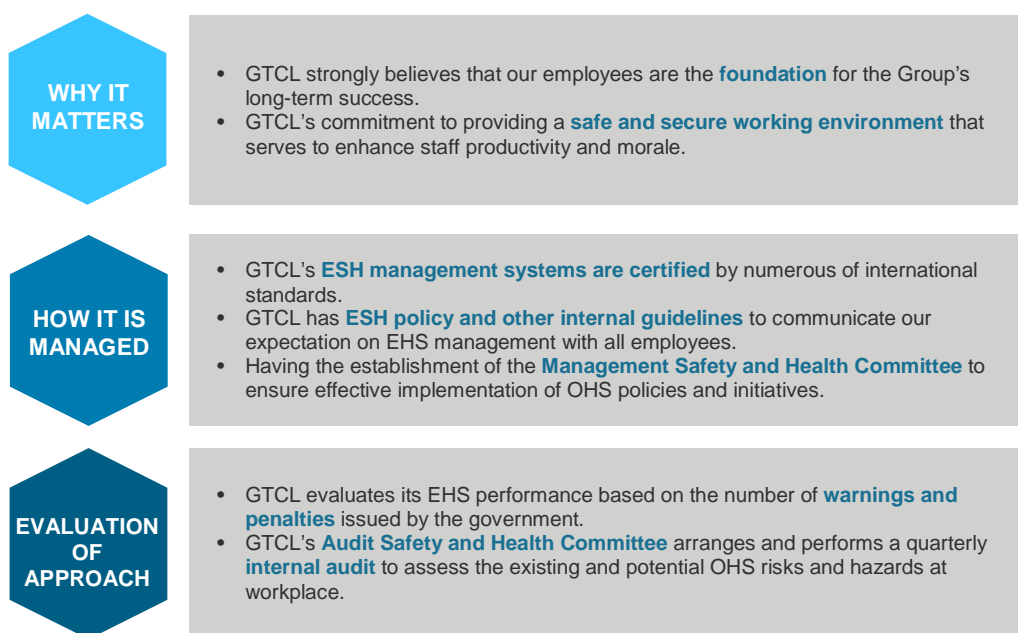 WHY IT
MATTERS
• GTCL strongly believes that our employees are the foundation for the Group's
long-term success.
• GTCL's commitment to providing a safe and secure working environment that
serves to enhance staff productivity and morale.
HOW IT IS
MANAGED
• GTCL's ESH management systems are certified by numerous of international
standards.
• GTCL has ESH policy and other internal guidelines to communicate our
expectation on EHS management with all employees.
• Having the establishment of the Management Safety and Health Committee to
ensure effective implementation of OHS policies and initiatives.
EVALUATION
OF
APPROACH
• GTCL evaluates its EHS performance based on the number of warnings and
penalties issued by the government.
• GTCL's Audit Safety and Health Committee arranges and performs a quarterly
internal audit to assess the existing and potential OHS risks and hazards at
workplace.